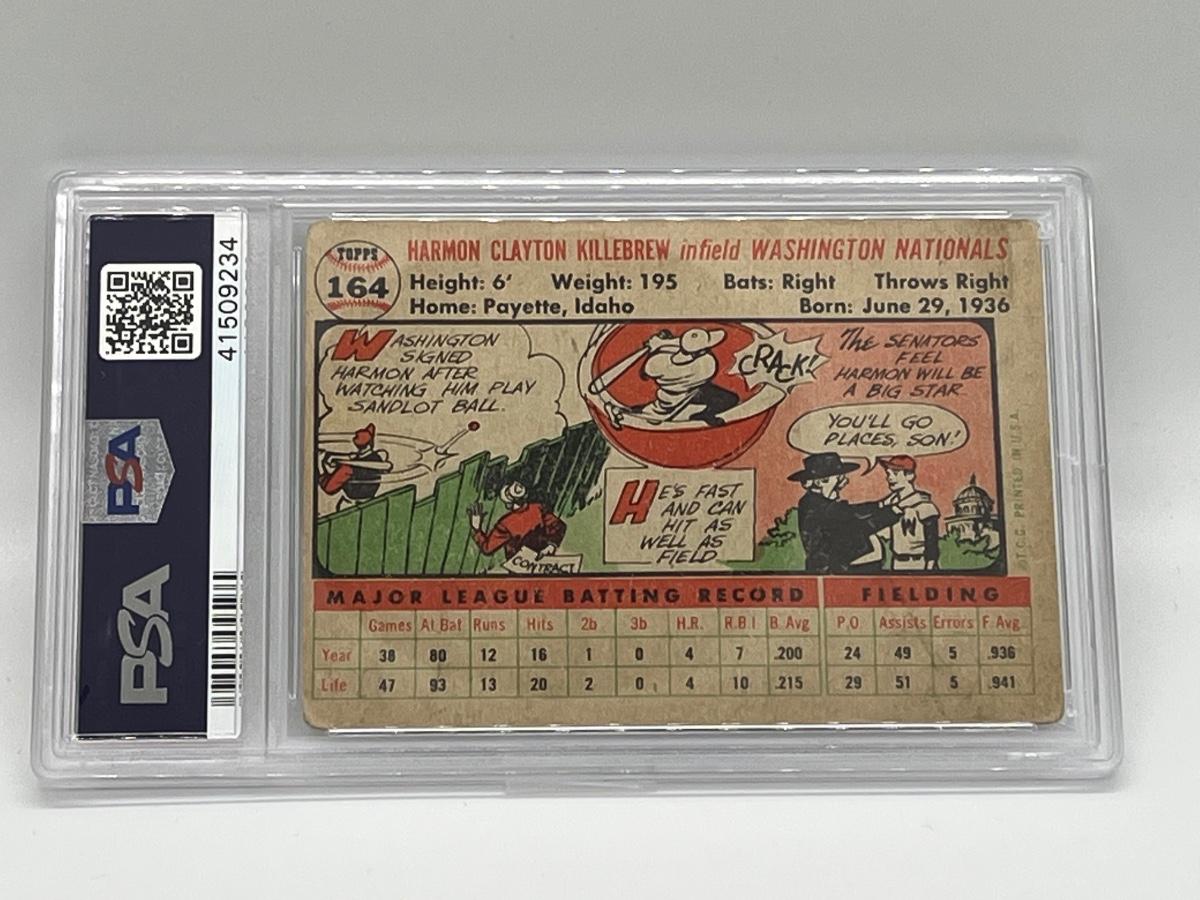 41509234
PSA
PSA
TOPPS
164
HARMON CLAYTON KILLEBREW infield WASHINGTON NATIONALS
Height: 6' Weight: 195 Bats: Right Throws Right
Home: Payette, Idaho Born: June 29, 1936
WASHINGTON
SIGNED
HARMON AFTER
WATCHING HIM PLAY
SANDLOT BALL.
CONTRACT
CRACK!
HE'S FAST
AND CAN
HIT AS
WELL AS
FIELD
THE SENATORS
FEEL
HARMON WILL BE
A BIG STAR
YOU'LL GO
PLACES, SON!
W
T.C.G. PRINTED IN U.S.A.
MAJOR LEAGUE BATTING RECORD FIELDING
Games At Bat Runs Hits 2b 3b H.R. R.B.I B. Avg P.O. Assists Errors F. Avg
Year 38 80 12 16 1 0 4 7 .200 24 49 5 .936
Life 47 93 13 20 2 0 4 10 .215 29 51 5 .941